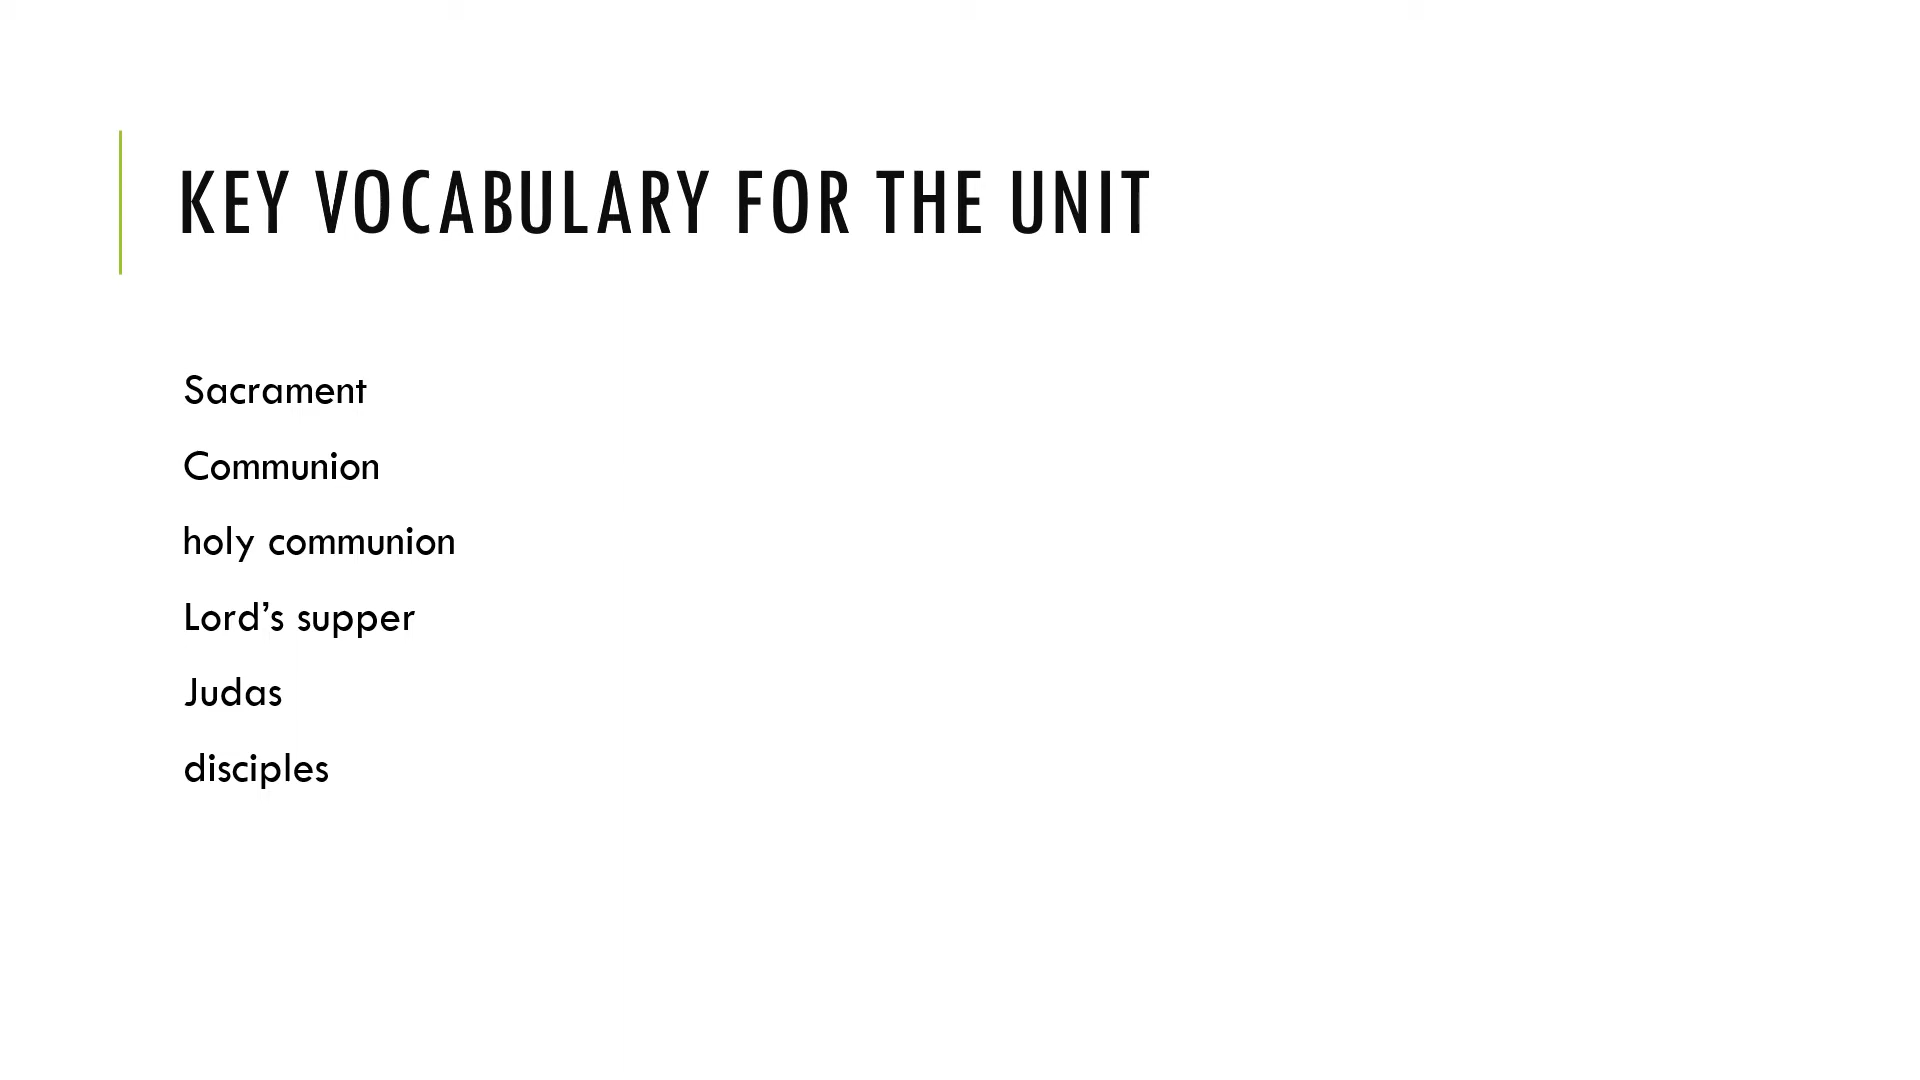 KEY VOCABULARY FOR THE UNIT
Sacrament
Communion
holy communion
Lord’s supper
Judas
disciples